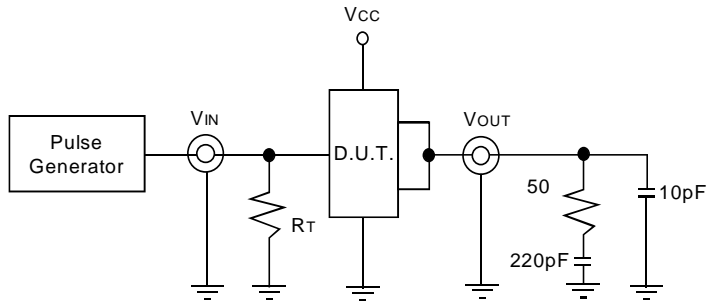 VCC
VIN
VOUT
Pulse
Generator
D.U.T.
RT
50
10pF
220pF